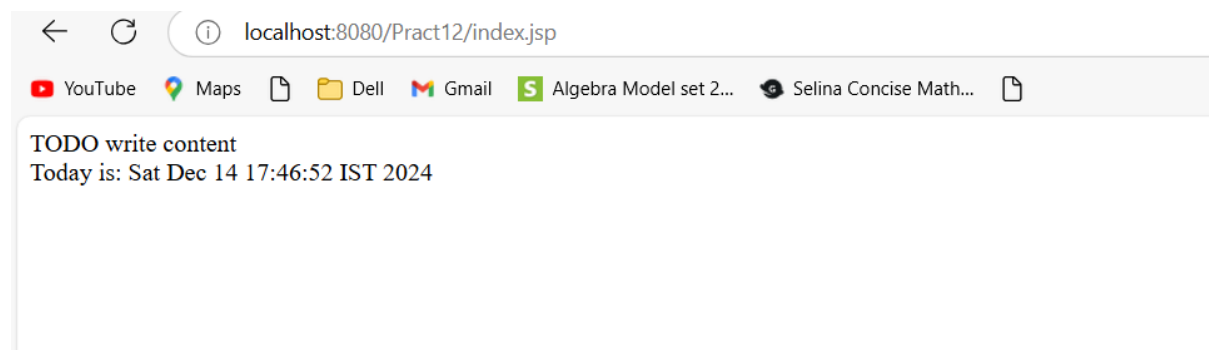 localhost:8080/Pract12/index.jsp
YouTube Maps Dell Gmail S Algebra Model set 2... Selina Concise Math...
TODO write content
Today is: Sat Dec 14 17:46:52 IST 2024